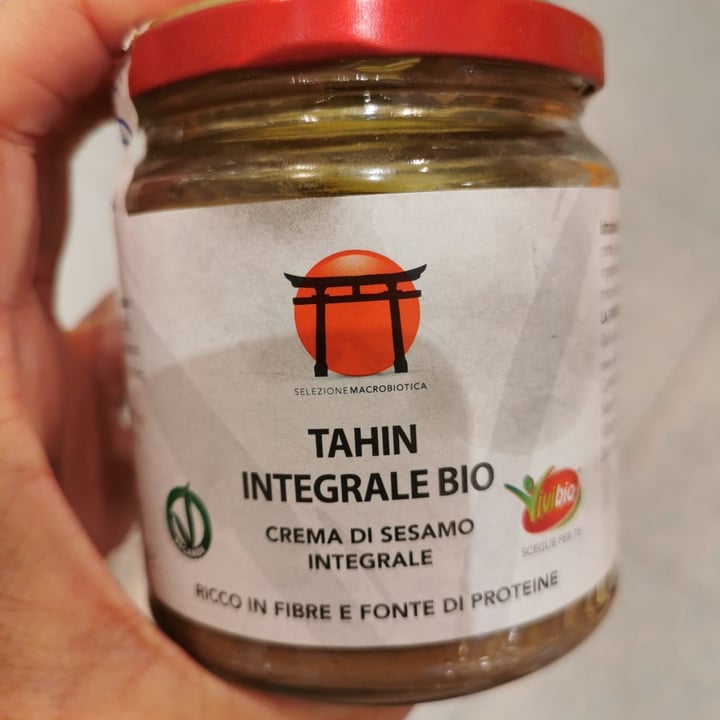 SELEZIONE MACROBIOTICA
TAHIN
INTEGRALE BIO
CREMA DI SESAMO
INTEGRALE
Vivibio
SCEGLIE PER TE
RICCO IN FIBRE E FONTE DI PROTEINE